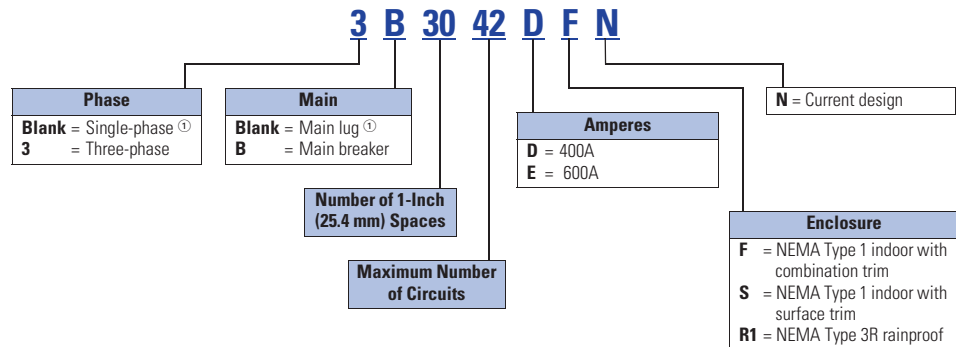 3 B 30 42 D F N
Phase
Blank = Single-phase ①
3 = Three-phase
Main
Blank = Main lug ①
B = Main breaker
Number of 1-Inch
(25.4 mm) Spaces
Maximum Number
of Circuits
Amperes
D = 400A
E = 600A
N = Current design
Enclosure
F = NEMA Type 1 indoor with
combination trim
S = NEMA Type 1 indoor with
surface trim
R1 = NEMA Type 3R rainproof